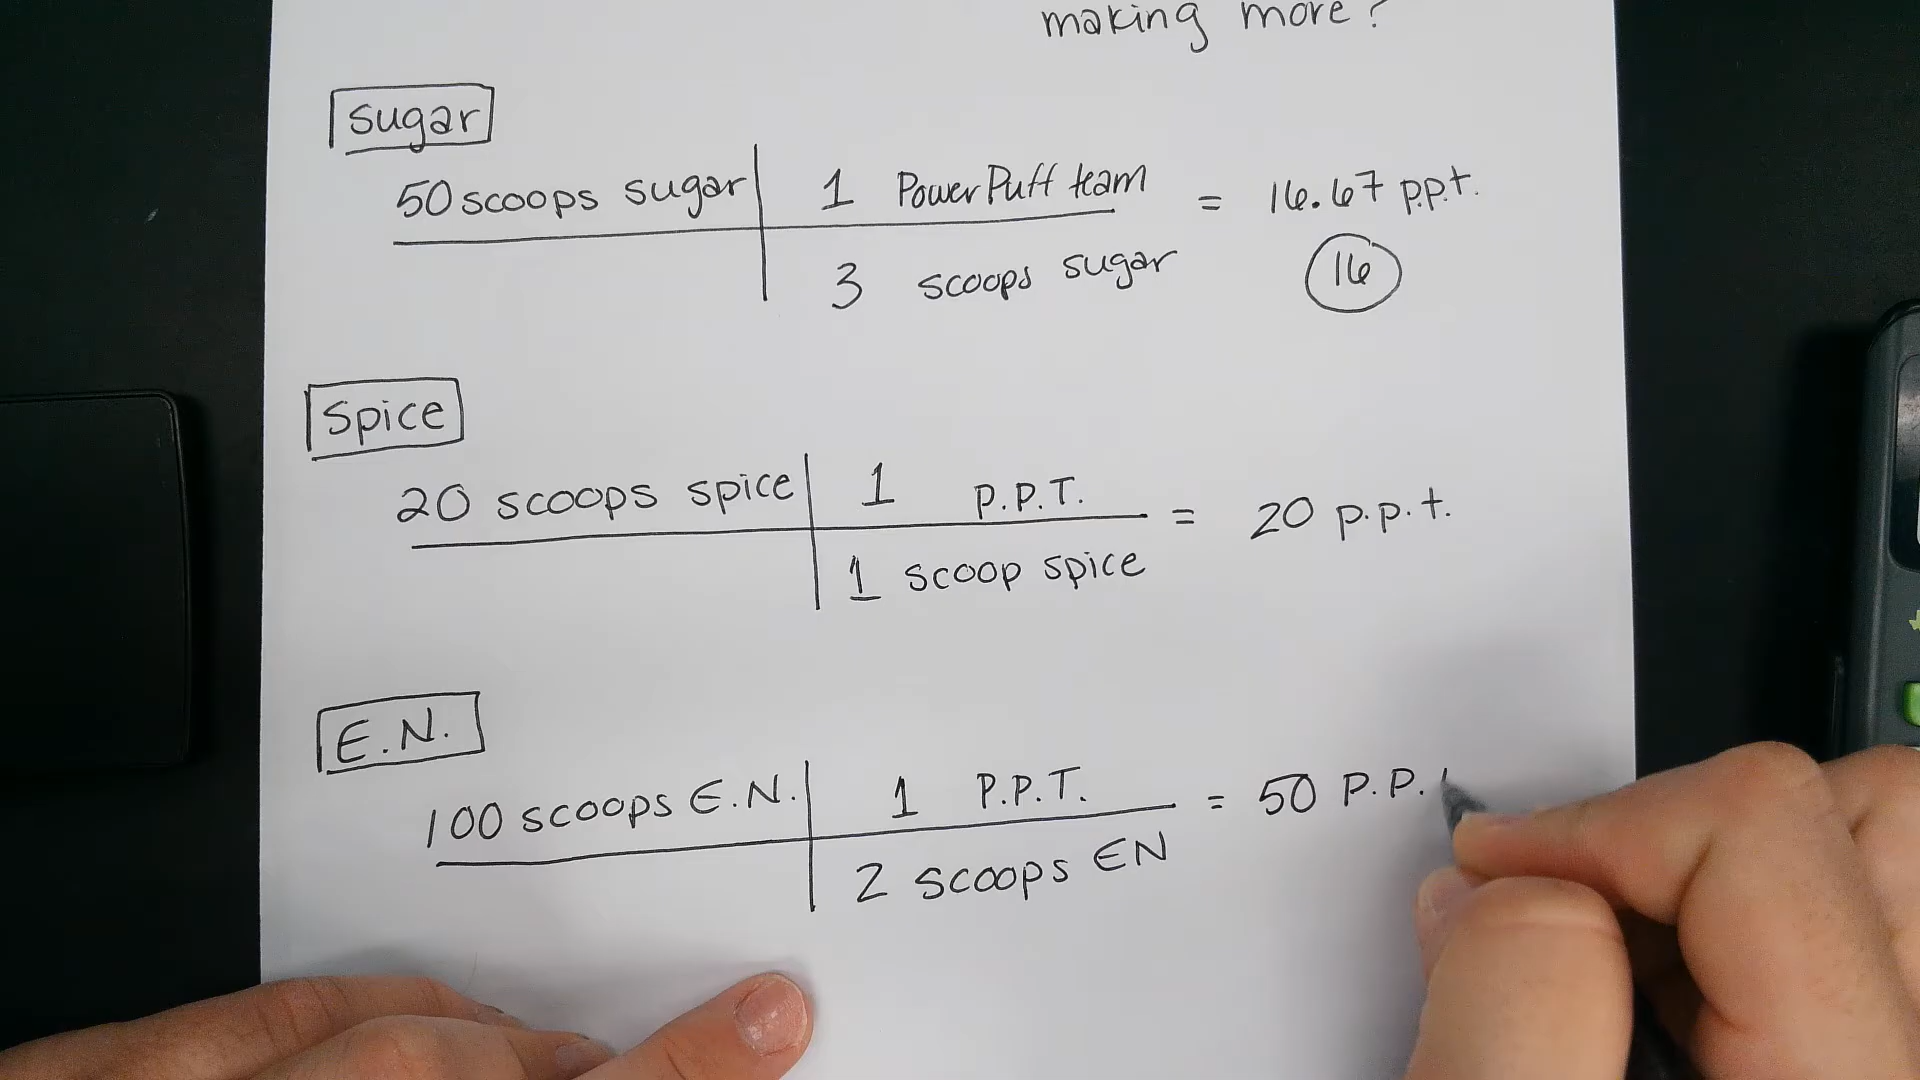 making more?
sugar
50 scoops sugar | 1 PowerPuff team = 16.67 p.p.t.
3 scoops sugar
16
Spice
20 scoops spice | 1 P.P.T. = 20 p.p.t.
1 scoop spice
E.N.
100 scoops E.N. | 1 P.P.T. = 50 P.P.
2 scoops EN